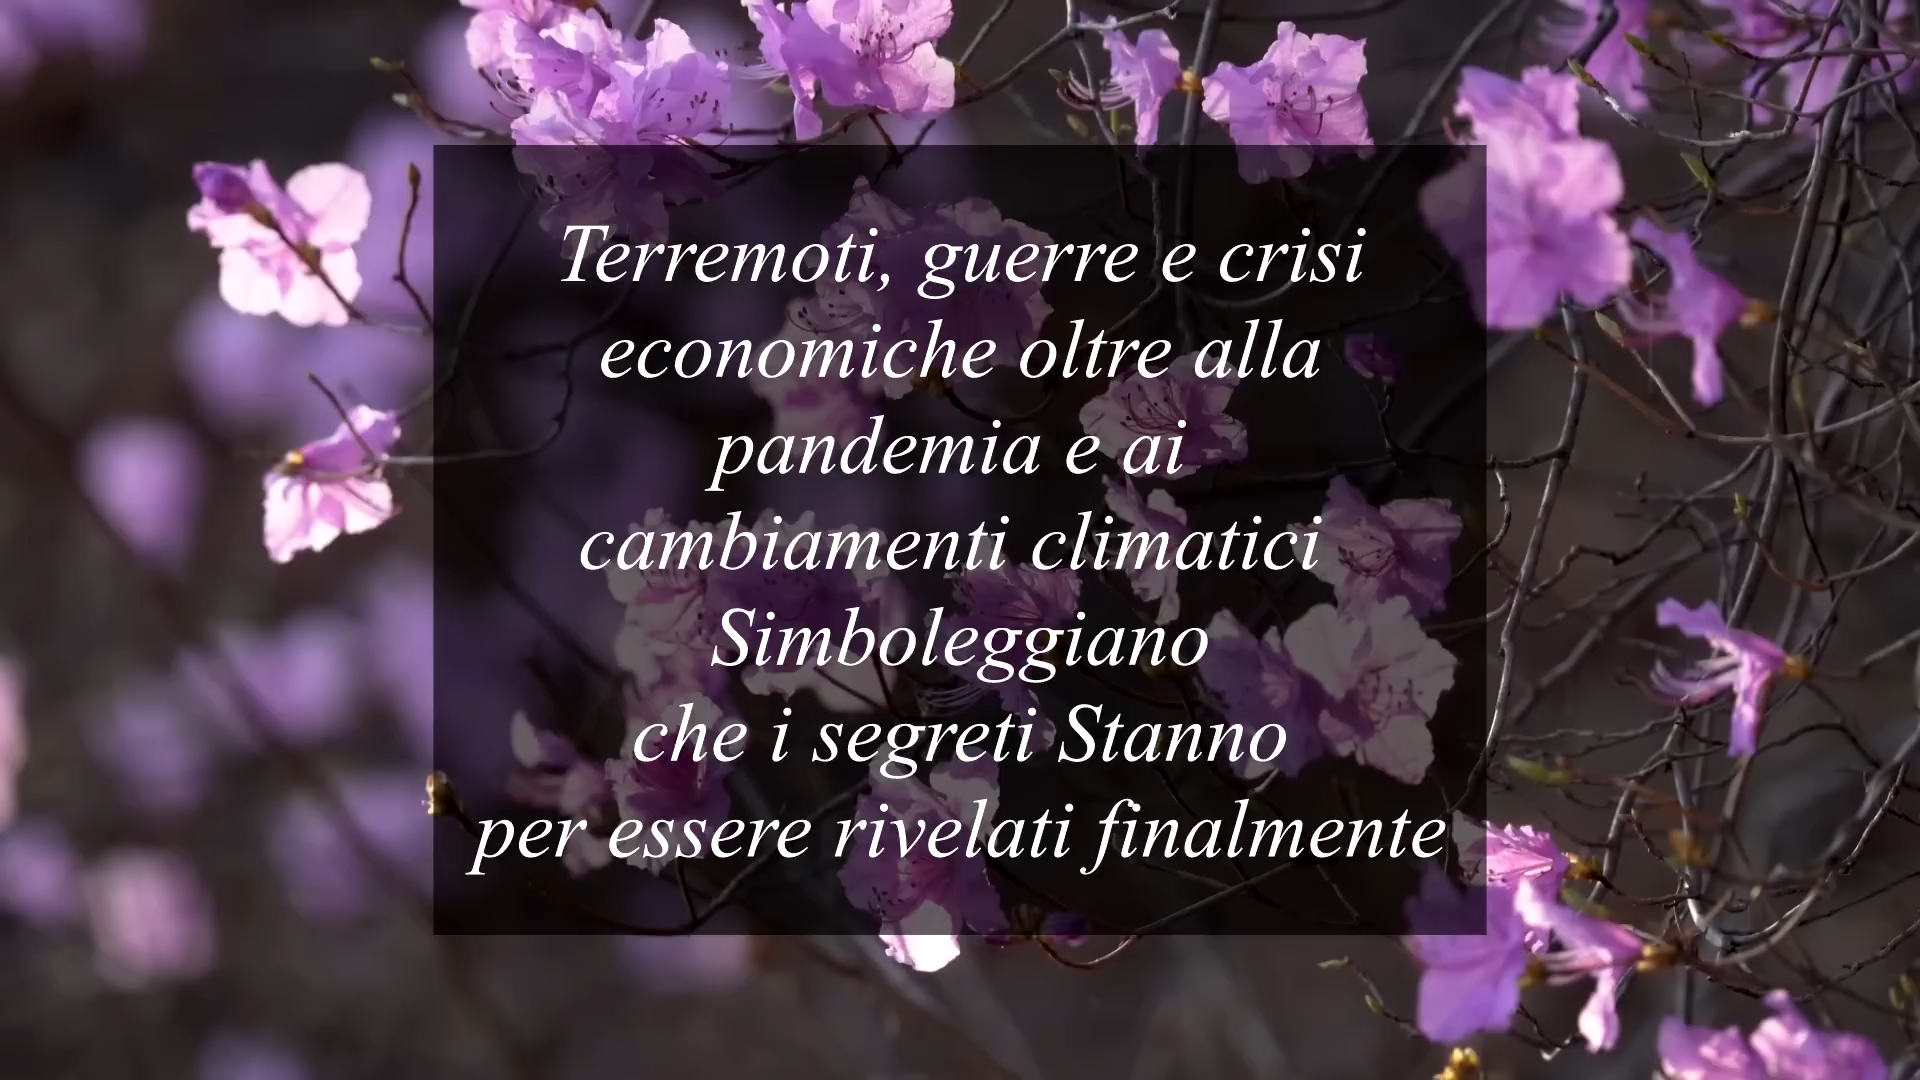 Terremoti, guerre e crisi
economiche oltre alla
pandemia e ai
cambiamenti climatici
Simboleggiano
che i segreti Stanno
per essere rivelati finalmente